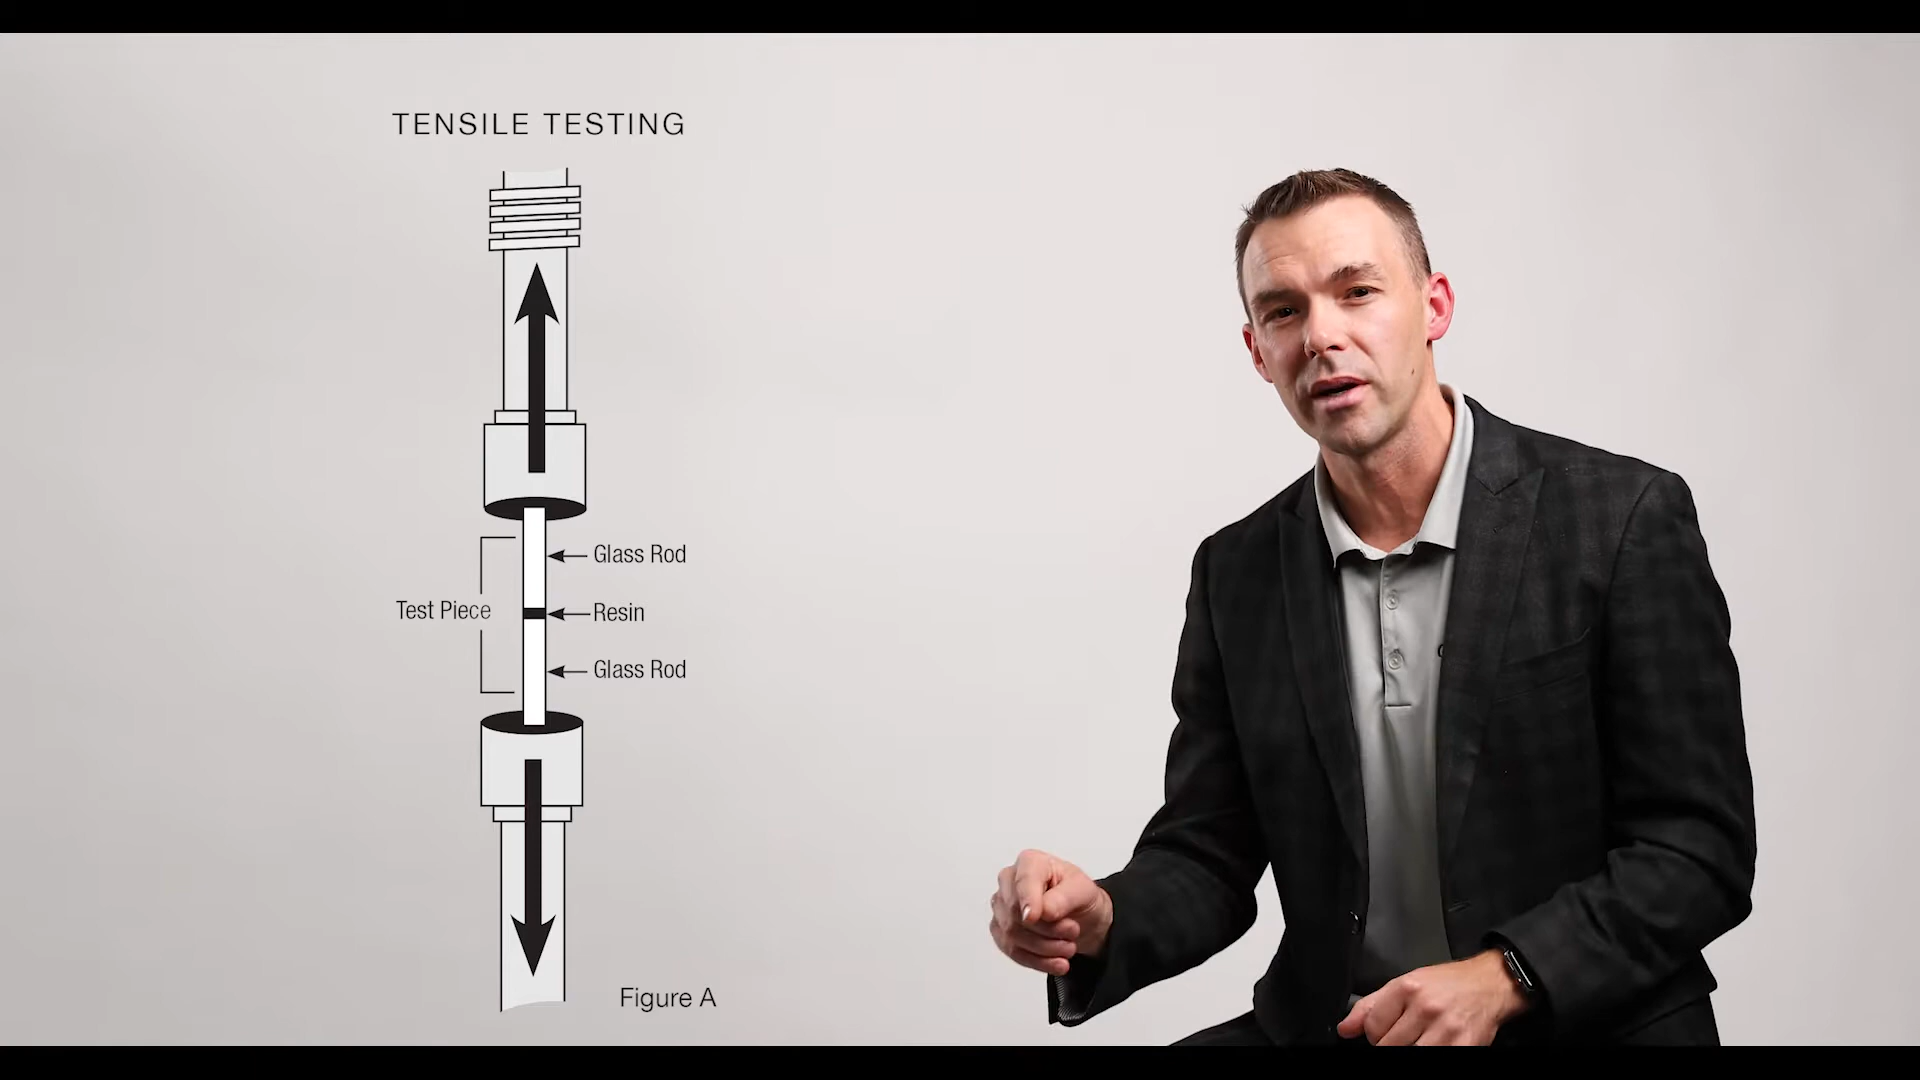 TENSILE TESTING
Glass Rod
Test Piece
Resin
Glass Rod
Figure A